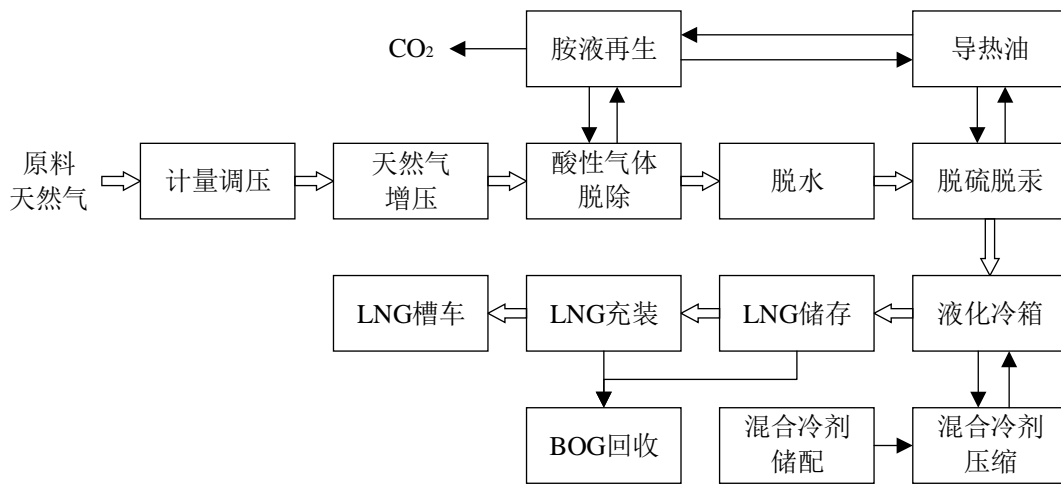 CO₂
胺液再生
导热油
原料
天然气
计量调压
天然气
增压
酸性气体
脱除
脱水
脱硫脱汞
LNG槽车
LNG充装
LNG储存
液化冷箱
BOG回收
混合冷剂
储配
混合冷剂
压缩